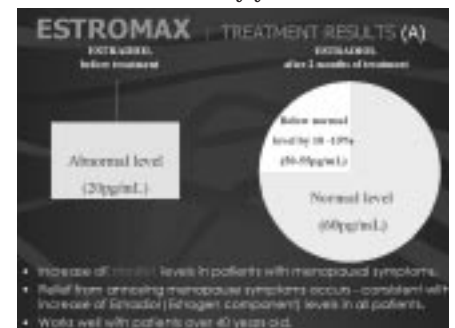 ESTROMAX | TREATMENT RESULTS (A)
ESTRADIOL
before treatment
ESTRADIOL
after 2 months of treatment
Below normal
level by 10 -15%
(50-55pg/mL)
Abnormal level
(20pg/mL)
Normal level
(60pg/mL)
• Increase of levels in patients with menopausal symptoms.
• Relief from annoying menopause symptoms occurs - consistent with
increase of Estradiol (Estrogen component) levels in all patients.
• Works well with patients over 40 years old.